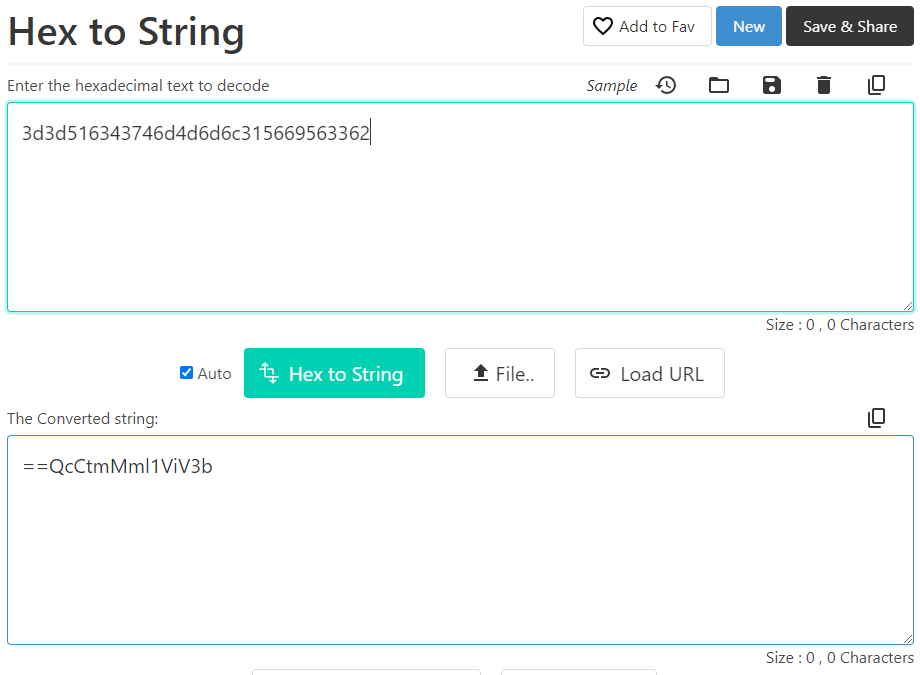 Hex to String
Add to Fav
New
Save & Share
Enter the hexadecimal text to decode
Sample
3d3d516343746d4d6d6c315669563362
Size : 0 , 0 Characters
Auto
Hex to String
File..
Load URL
The Converted string:
==QcCtmMml1ViV3b
Size : 0 , 0 Characters